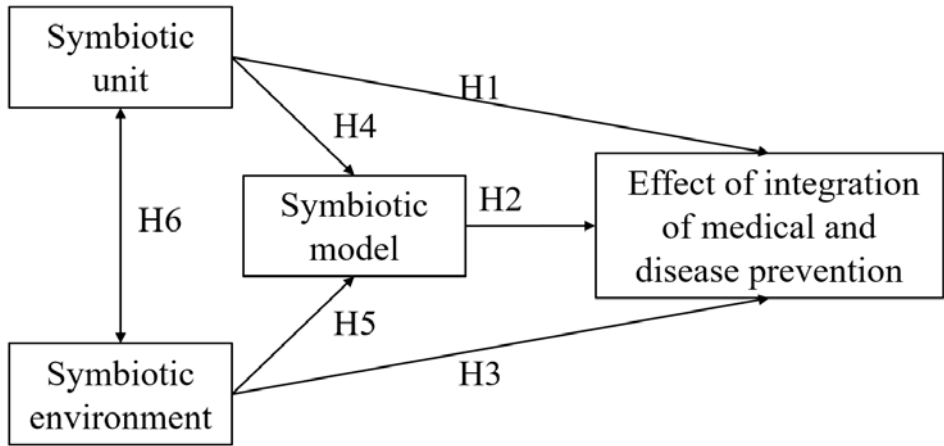 Symbiotic
unit
H1
H4
Effect of integration
of medical and
disease prevention
Symbiotic
model
H2
H6
H5
H3
Symbiotic
environment